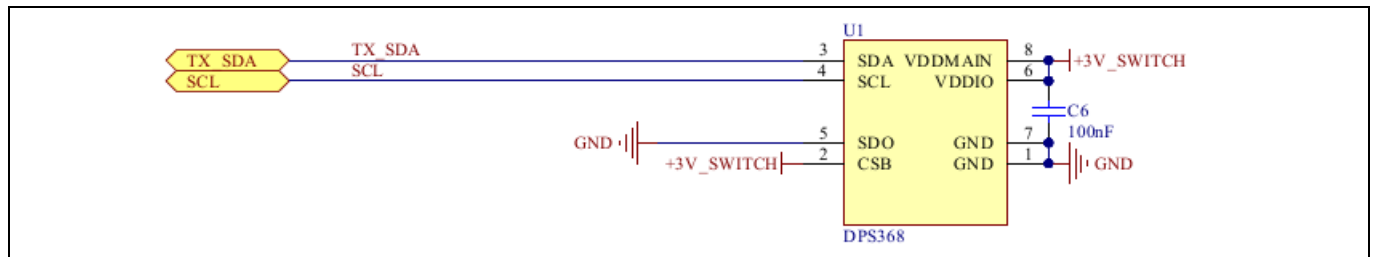 U1
TX_SDA
TX_SDA 3 SDA VDDMAIN 8 +3V_SWITCH
SCL
SCL 4 SCL VDDIO 6
C6
100nF
GND 5 SDO GND 7
+3V_SWITCH 2 CSB GND 1 GND
DPS368